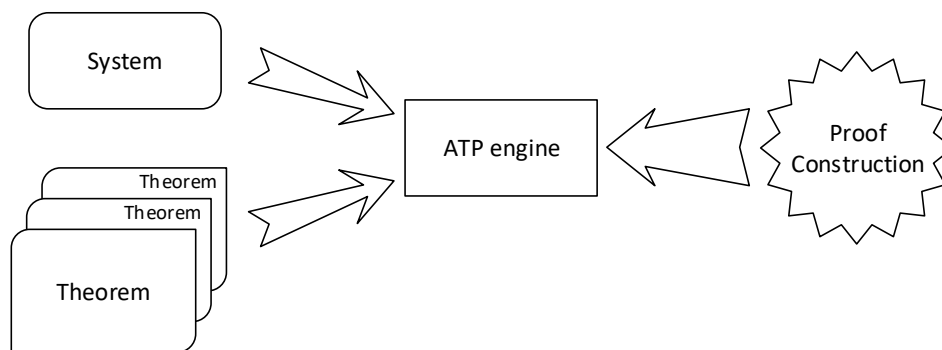 System
Theorem
Theorem
Theorem
ATP engine
Proof
Construction